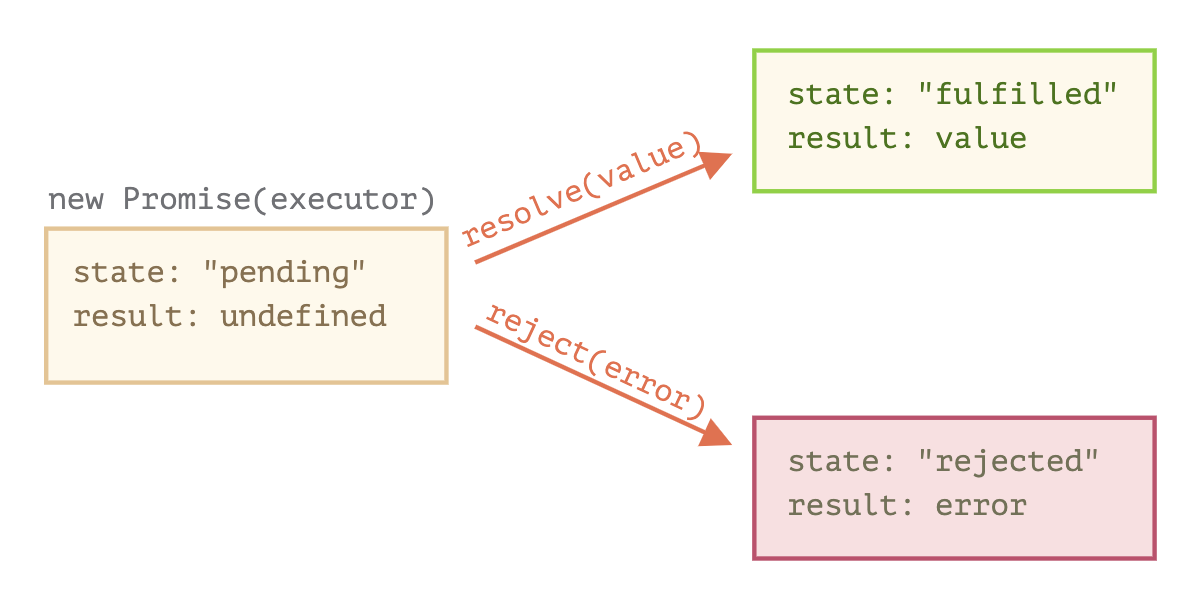 new Promise(executor)
state: "pending"
result: undefined
resolve(value)
state: "fulfilled"
result: value
reject(error)
state: "rejected"
result: error